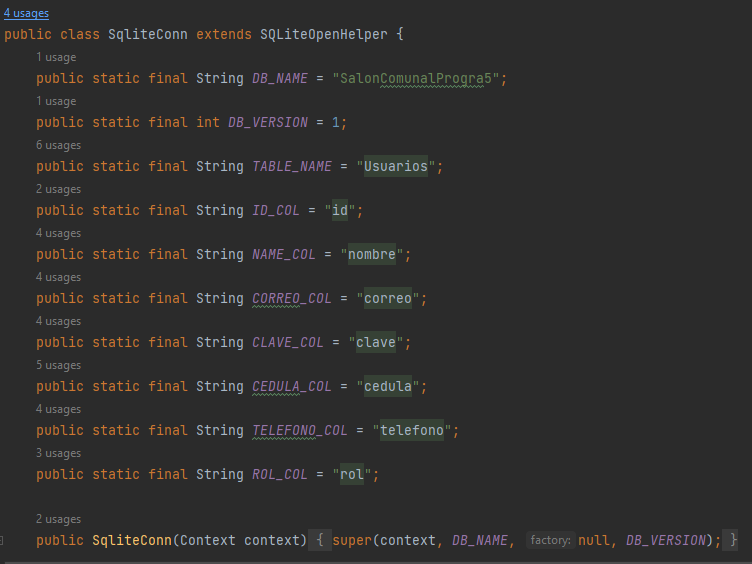 4 usages
public class SqliteConn extends SQLiteOpenHelper {
1 usage
public static final String DB_NAME = "SalonComunalProgra5";
1 usage
public static final int DB_VERSION = 1;
6 usages
public static final String TABLE_NAME = "Usuarios";
2 usages
public static final String ID_COL = "id";
4 usages
public static final String NAME_COL = "nombre";
4 usages
public static final String CORREO_COL = "correo";
4 usages
public static final String CLAVE_COL = "clave";
5 usages
public static final String CEDULA_COL = "cedula";
4 usages
public static final String TELEFONO_COL = "telefono";
3 usages
public static final String ROL_COL = "rol";
2 usages
public SqliteConn(Context context) { super(context, DB_NAME, factory: null, DB_VERSION); }